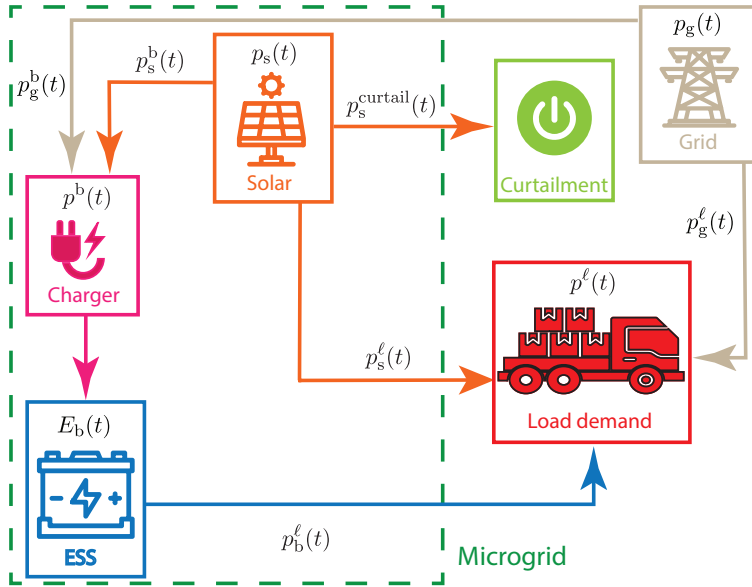 p_g(t)
p_s^b(t)
p_s(t)
p_g^b(t)
p_s^curtail(t)
Grid
Solar
Curtailment
p^b(t)
p_g^ℓ(t)
p^ℓ(t)
Charger
p_s^ℓ(t)
E_b(t)
Load demand
ESS
p_b^ℓ(t)
Microgrid